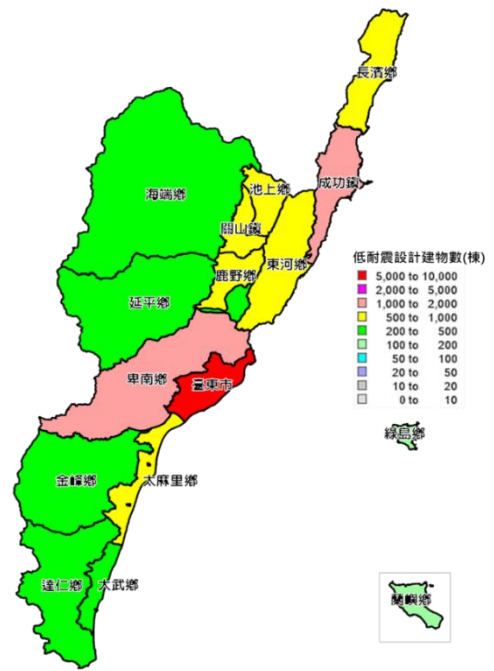 長濱鄉
成功鎮
池上鄉
海端鄉
關山鎮
東河鄉
鹿野鄉
延平鄉
卑南鄉
臺東市
太麻里鄉
金峰鄉
達仁鄉
大武鄉
低耐震設計建物數(棟)
5,000 to 10,000
2,000 to 5,000
1,000 to 2,000
500 to 1,000
200 to 500
100 to 200
50 to 100
20 to 50
10 to 20
0 to 10
綠島鄉
蘭嶼鄉